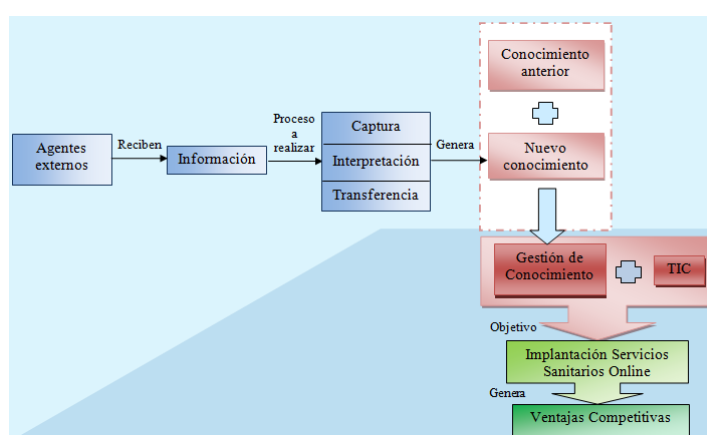 Agentes
externos
Reciben
Información
Proceso
a
realizar
Captura
Interpretación
Transferencia
Genera
Conocimiento
anterior
Nuevo
conocimiento
Gestión de
Conocimiento
TIC
Objetivo
Implantación Servicios
Sanitarios Online
Genera
Ventajas Competitivas